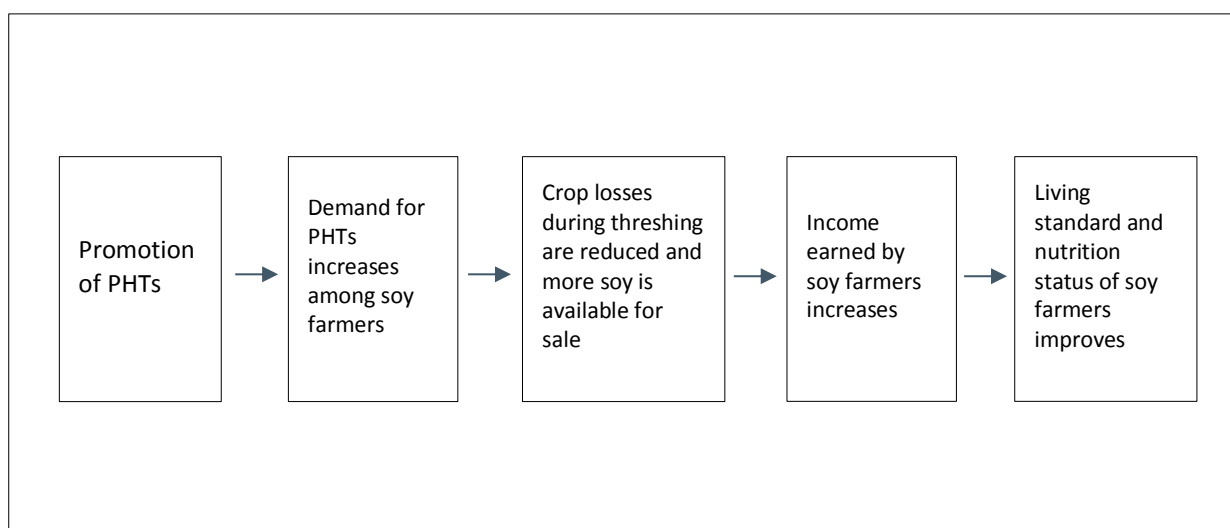 Promotion
of PHTs
Demand for
PHTs
increases
among soy
farmers
Crop losses
during threshing
are reduced and
more soy is
available for
sale
Income
earned by
soy farmers
increases
Living
standard and
nutrition
status of soy
farmers
improves